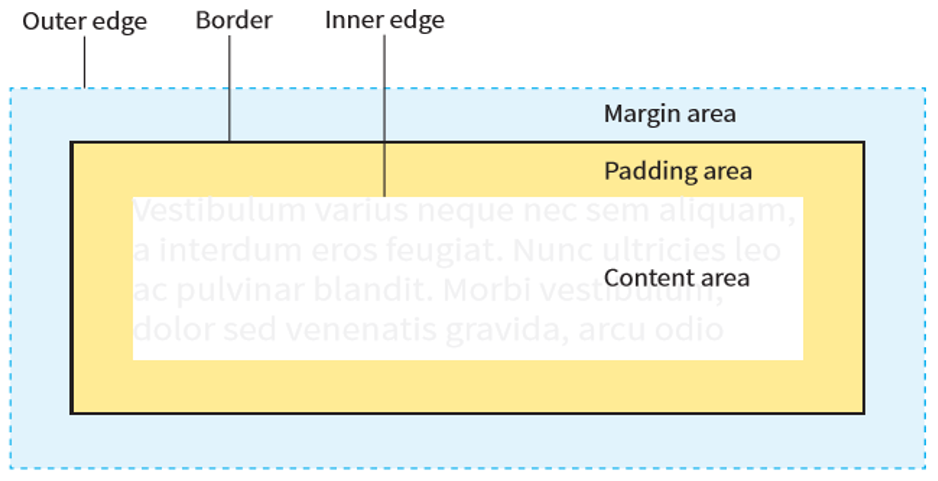 Outer edge
Border
Inner edge
Margin area
Padding area
Vestibulum varius neque nec sem aliquam,
a interdum eros feugiat. Nunc ultricies leo
Content area
ac pulvinar blandit. Morbi vestibulum,
dolor sed venenatis gravida, arcu odio